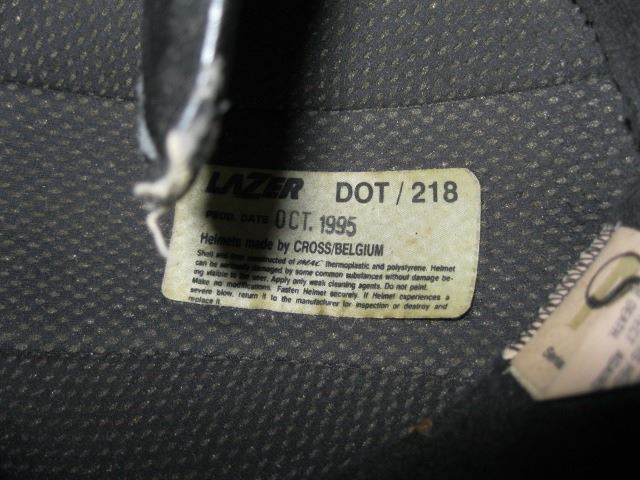 LAZER DOT / 218
PROD. DATE OCT. 1995
Helmets made by CROSS/BELGIUM
Shell and liner constructed of IMAC thermoplastic and polystyrene. Helmet
can be seriously damaged by some common substances without damage be-
ing visible to the user. Apply only weak cleaning agents. Do not paint.
Make no modifications. Fasten Helmet securely. If Helmet experiences a
severe blow, return it to the manufacturer for inspection or destroy and
replace it.
S